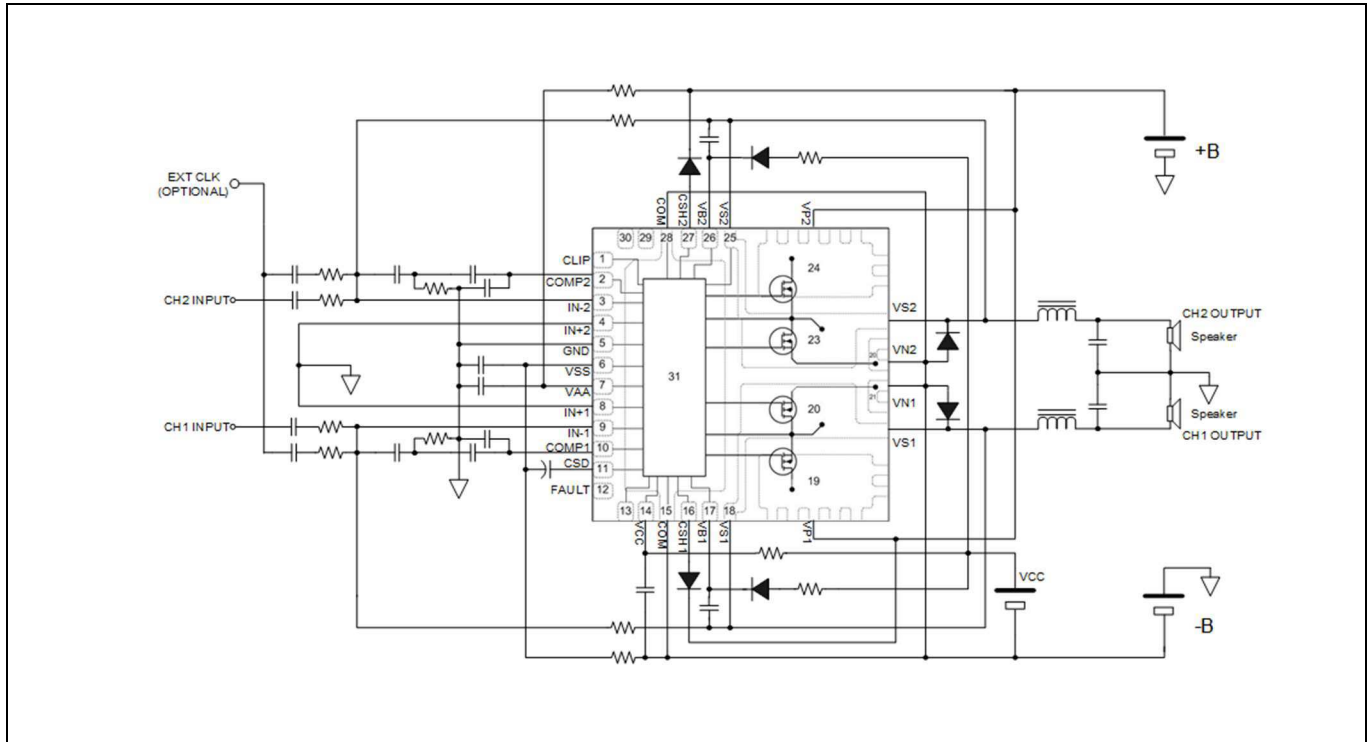 +B
EXT CLK
(OPTIONAL)
COM
CSH2
VB2
VS2
VP2
30
29
28
27
26
25
CLIP
1
24
COMP2
2
CH2 INPUT
IN-2
3
VS2
CH2 OUTPUT
Speaker
IN+2
4
23
VN2
20
GND
5
VSS
6
31
VAA
7
21
VN1
IN+1
8
20
Speaker
CH1 OUTPUT
CH1 INPUT
IN-1
9
VS1
COMP1
10
CSD
11
19
FAULT
12
13
14
15
16
17
18
VCC
COM
CSH1
VB1
VS1
VP1
VCC
-B